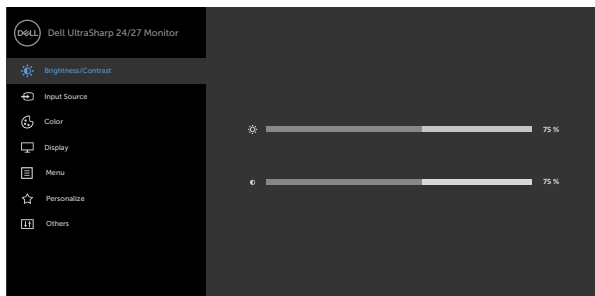 DELL
Dell UltraSharp 24/27 Monitor
Brightness/Contrast
Input Source
Color
75 %
Display
Menu
75 %
Personalize
Others